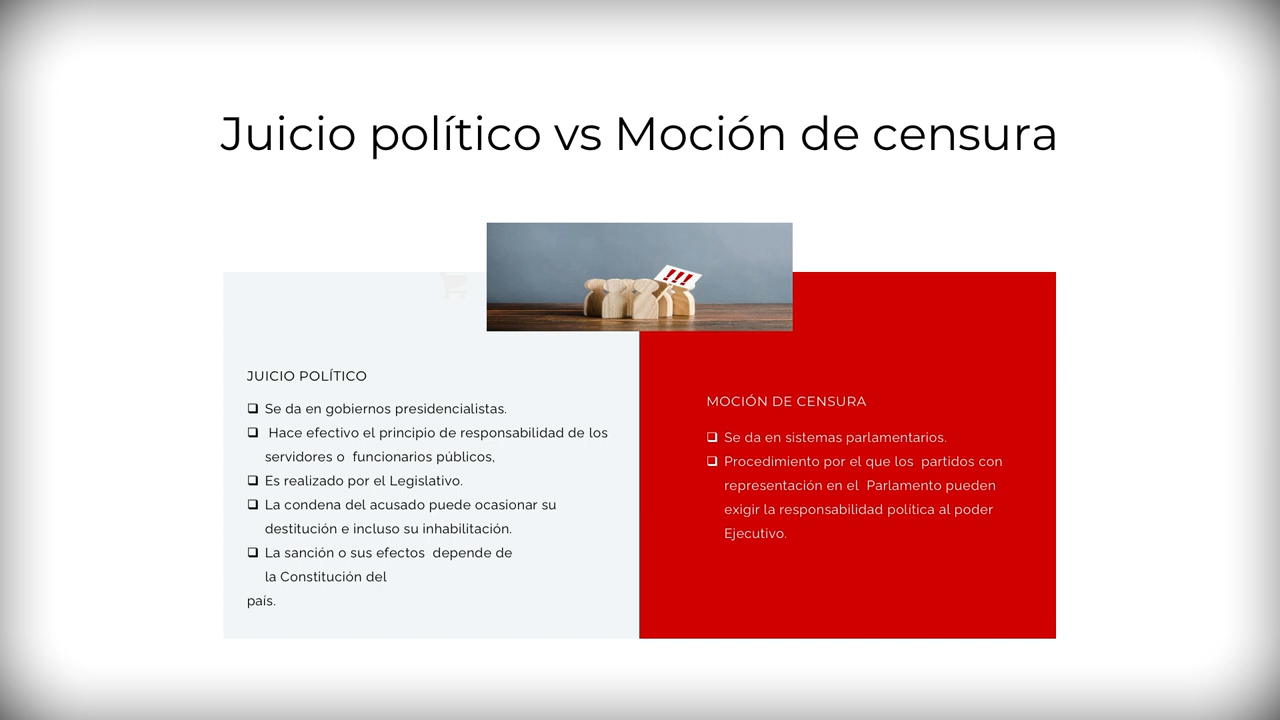 Juicio político vs Moción de censura
!!!
JUICIO POLÍTICO
❑ Se da en gobiernos presidencialistas.
❑ Hace efectivo el principio de responsabilidad de los
servidores o funcionarios públicos,
❑ Es realizado por el Legislativo.
❑ La condena del acusado puede ocasionar su
destitución e incluso su inhabilitación.
❑ La sanción o sus efectos depende de
la Constitución del
país.
MOCIÓN DE CENSURA
❑ Se da en sistemas parlamentarios.
❑ Procedimiento por el que los partidos con
representación en el Parlamento pueden
exigir la responsabilidad política al poder
Ejecutivo.